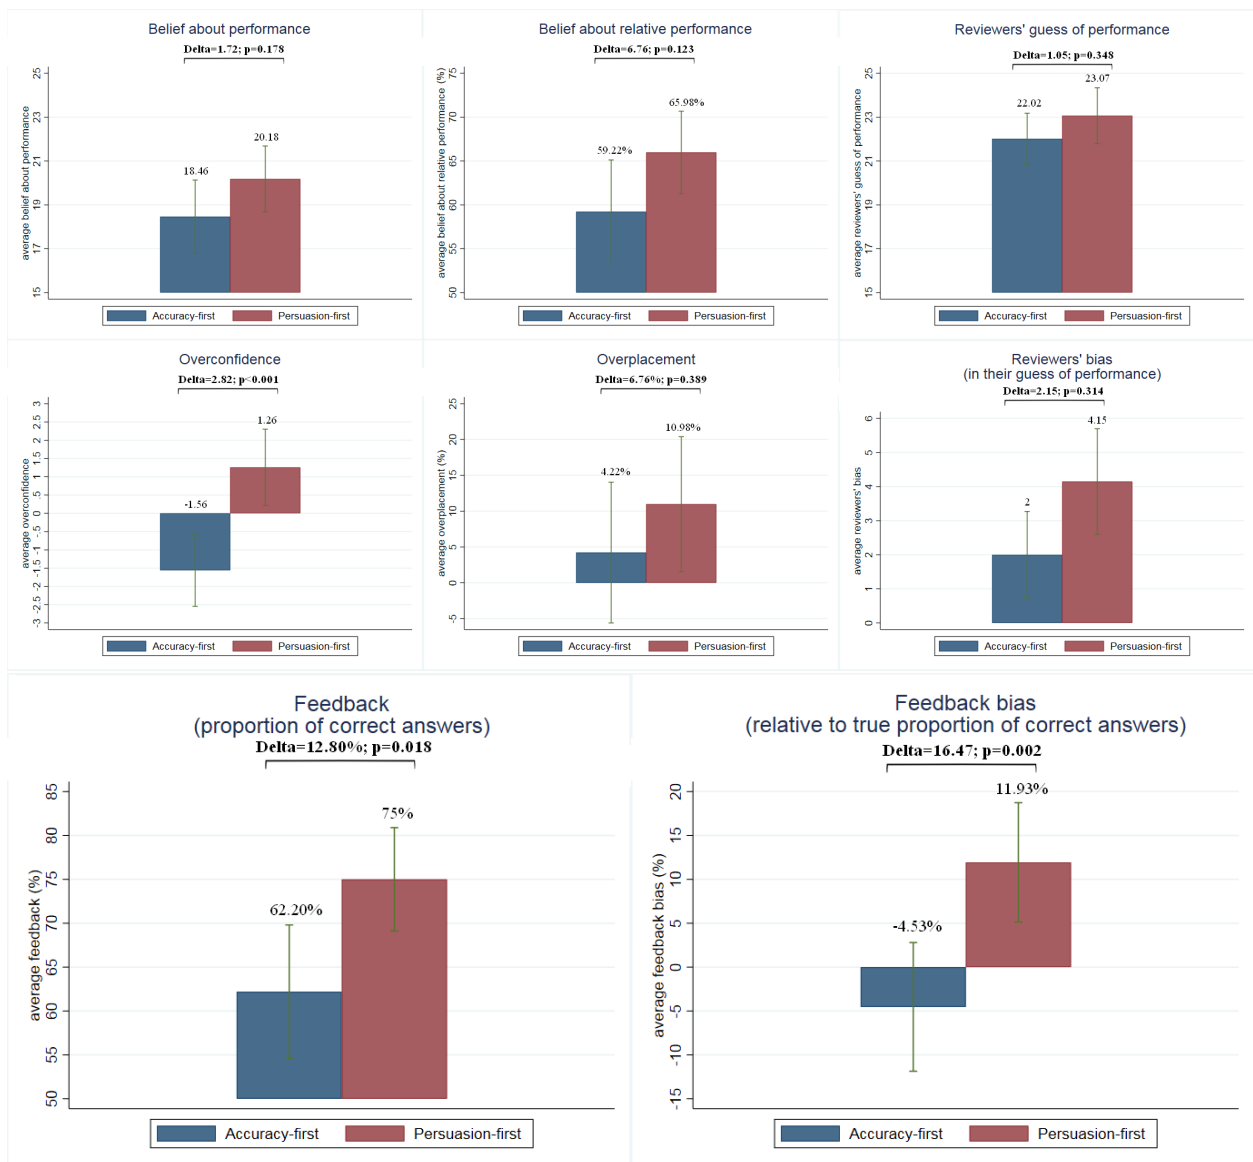 Belief about performance
Delta=1.72; p=0.178
average belief about performance
25
23
21
19
17
15
18.46
20.18
Accuracy-first
Persuasion-first
Belief about relative performance
Delta=6.76; p=0.123
average belief about relative performance (%)
75
70
65
60
55
50
59.22%
65.98%
Accuracy-first
Persuasion-first
Reviewers' guess of performance
Delta=1.05; p=0.348
average reviewers' guess of performance
25
23
21
19
17
15
22.02
23.07
Accuracy-first
Persuasion-first
Overconfidence
Delta=2.82; p<0.001
average overconfidence
3
2.5
2
1.5
1
.5
0
-.5
-1
-1.5
-2
-2.5
-3
-1.56
1.26
Accuracy-first
Persuasion-first
Overplacement
Delta=6.76%; p=0.389
average overplacement (%)
25
20
15
10
5
0
-5
4.22%
10.98%
Accuracy-first
Persuasion-first
Reviewers' bias
(in their guess of performance)
Delta=2.15; p=0.314
average reviewers' bias
6
5
4
3
2
1
0
2
4.15
Accuracy-first
Persuasion-first
Feedback
(proportion of correct answers)
Delta=12.80%; p=0.018
average feedback (%)
85
80
75
70
65
60
55
50
62.20%
75%
Accuracy-first
Persuasion-first
Feedback bias
(relative to true proportion of correct answers)
Delta=16.47; p=0.002
average feedback bias (%)
20
15
10
5
0
-5
-10
-15
-4.53%
11.93%
Accuracy-first
Persuasion-first